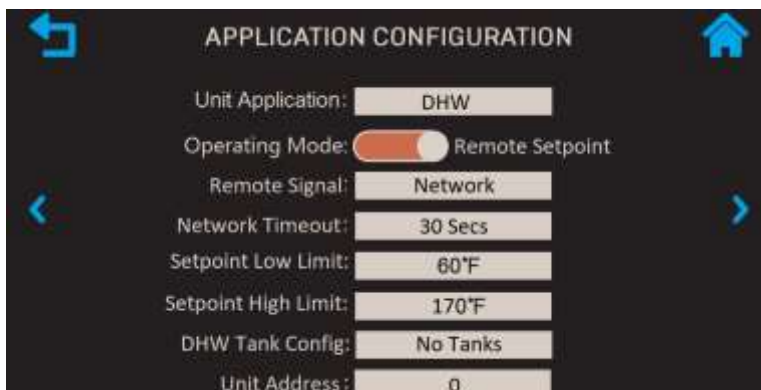 APPLICATION CONFIGURATION
Unit Application: DHW
Operating Mode: Remote Setpoint
Remote Signal: Network
Network Timeout: 30 Secs
Setpoint Low Limit: 60°F
Setpoint High Limit: 170°F
DHW Tank Config: No Tanks
Unit Address: 0